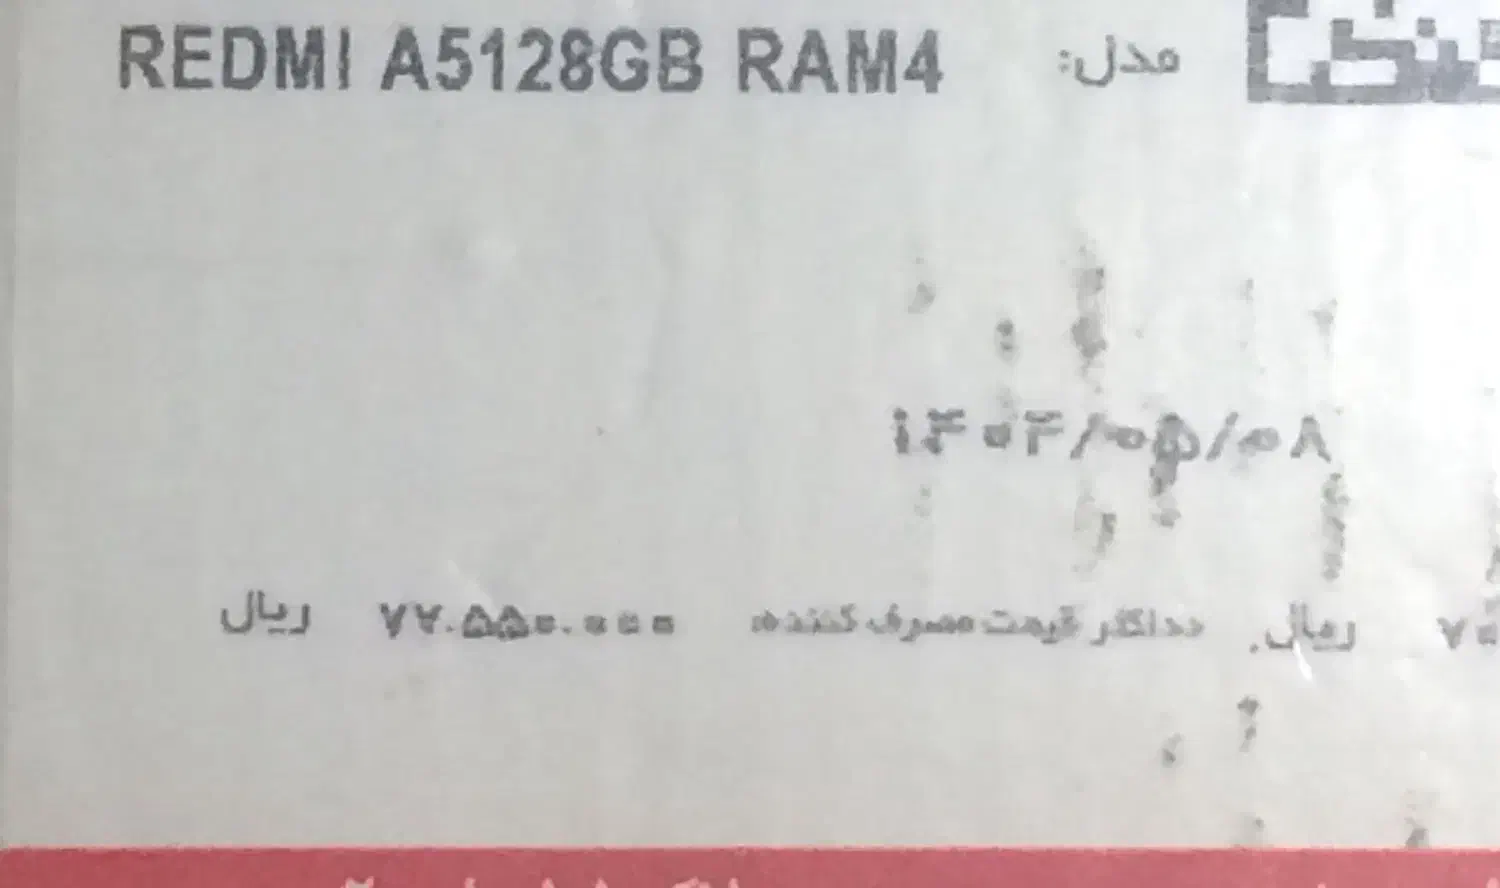 مدل: REDMI A5128GB RAM4
۱۴۰۴/۰۵/۰۸
ریال. حداکثر قیمت مصرف کننده ۷۷.۵۵۰.۰۰۰ ریال